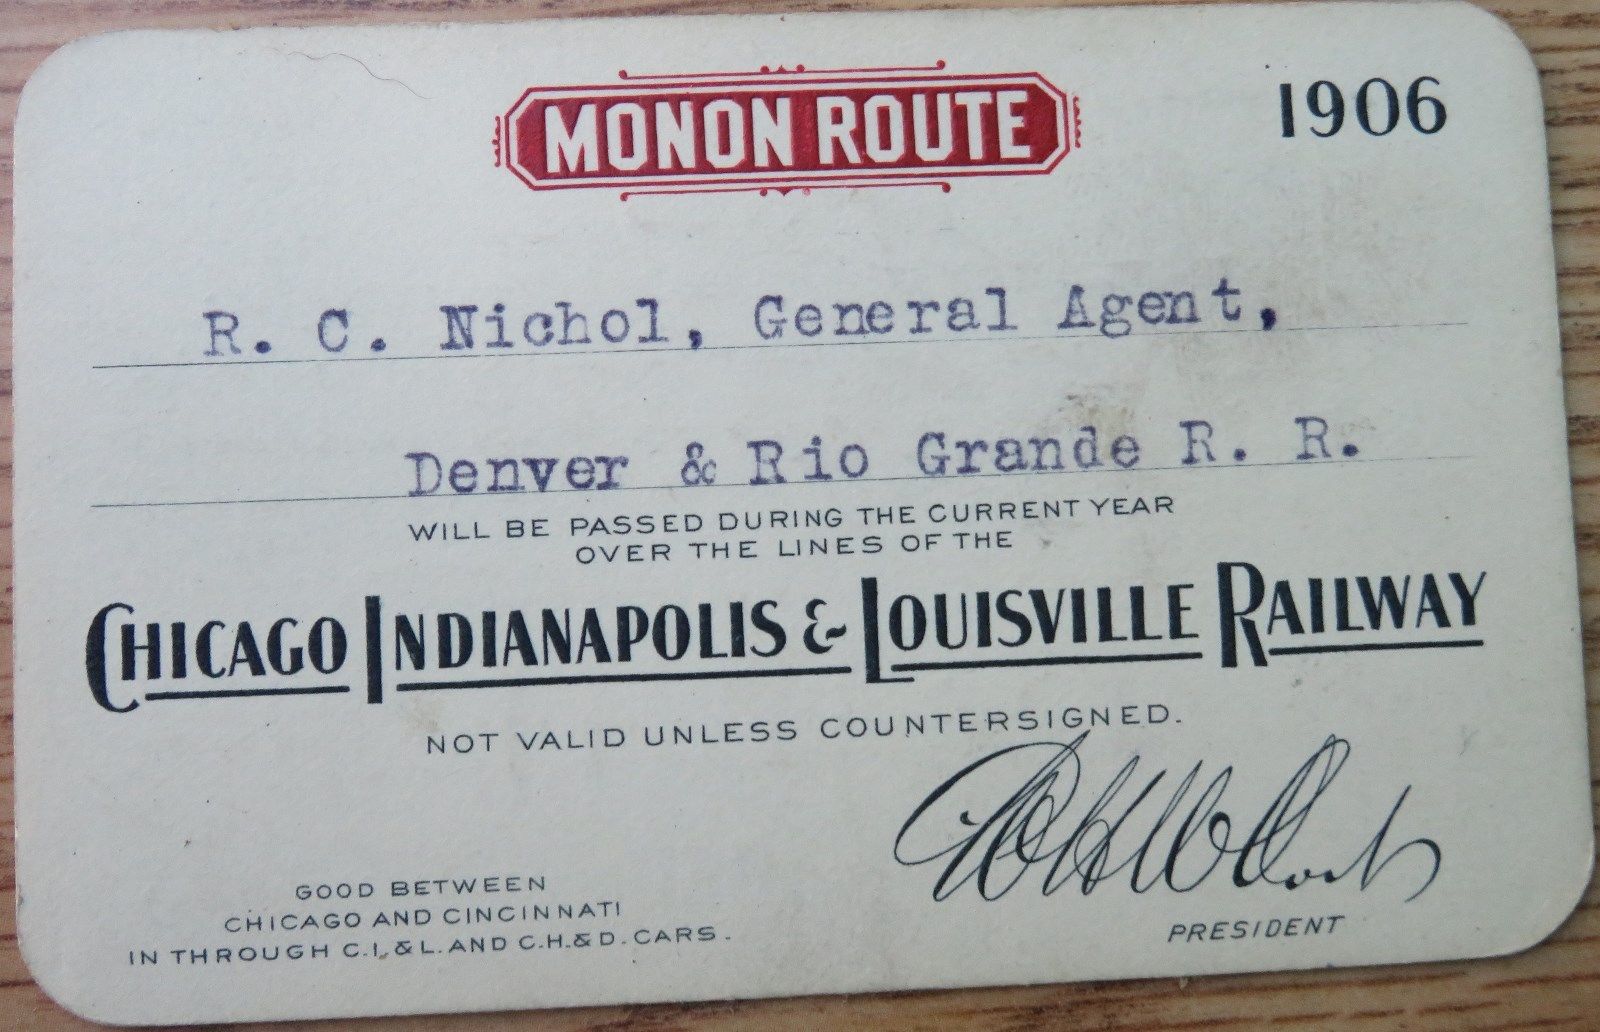 MONON ROUTE
1906
R. C. Nichol, General Agent,
Denver & Rio Grande R. R.
WILL BE PASSED DURING THE CURRENT YEAR
OVER THE LINES OF THE
CHICAGO INDIANAPOLIS & LOUISVILLE RAILWAY
NOT VALID UNLESS COUNTERSIGNED.
GOOD BETWEEN
CHICAGO AND CINCINNATI
IN THROUGH C.I.&L. AND C.H.&D. CARS.
PRESIDENT